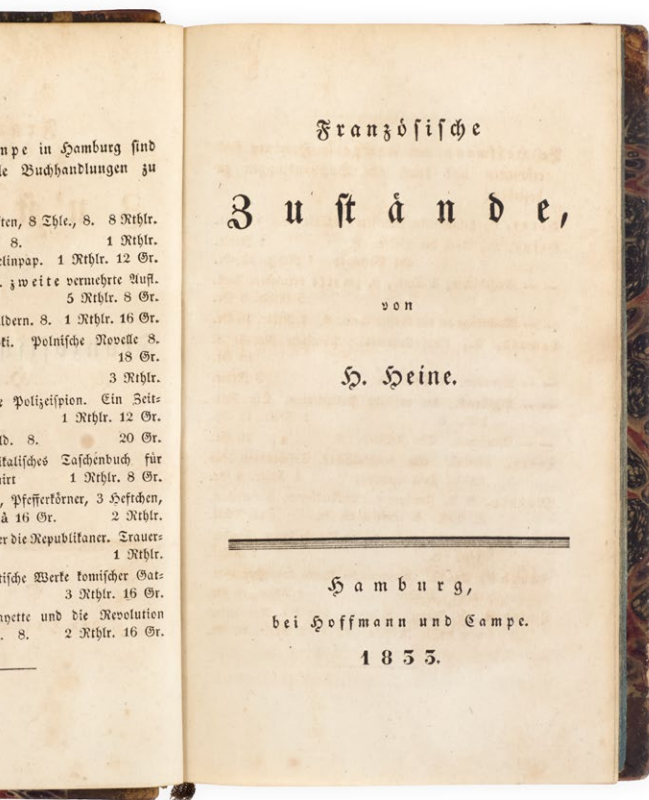 mpe in Hamburg sind
le Buchhandlungen zu
ten, 8 Thle., 8. 8 Rthlr.
8. 1 Rthlr.
elinpap. 1 Rthlr. 12 Gr.
. zweite vermehrte Aufl.
5 Rthlr. 8 Gr.
ldern. 8. 1 Rthlr. 16 Gr.
ki. Polnische Novelle 8.
18 Gr.
3 Rthlr.
e Polizeispion. Ein Zeit-
1 Rthlr. 12 Gr.
ld. 8. 20 Gr.
ikalisches Taschenbuch für
irt 1 Rthlr. 8 Gr.
, Pfefferkörner, 3 Heftchen,
à 16 Gr. 2 Rthlr.
er die Republikaner. Trauer-
1 Rthlr.
tische Werke komischer Gat-
3 Rthlr. 16 Gr.
ayette und die Revolution
. 8. 2 Rthlr. 16 Gr.
Französische
Zustände,
von
H. Heine.
Hamburg,
bei Hoffmann und Campe.
1833.